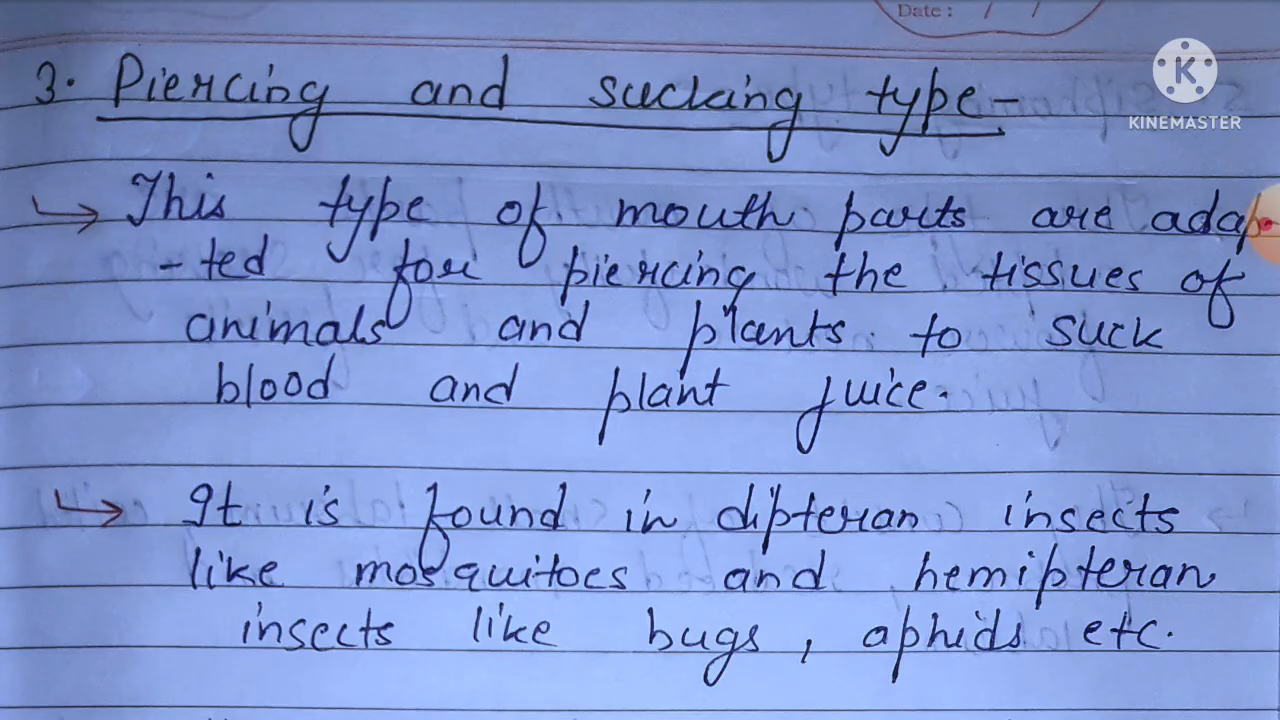 Date : / /
K
KINEMASTER
3. Piercing and sucking type -
→ This type of mouth parts are adap
- ted for piercing the tissues of
animals and plants to suck
blood and plant juice.
→ It is found in dipteran insects
like mosquitoes and hemipteran
insects like bugs, aphids etc.